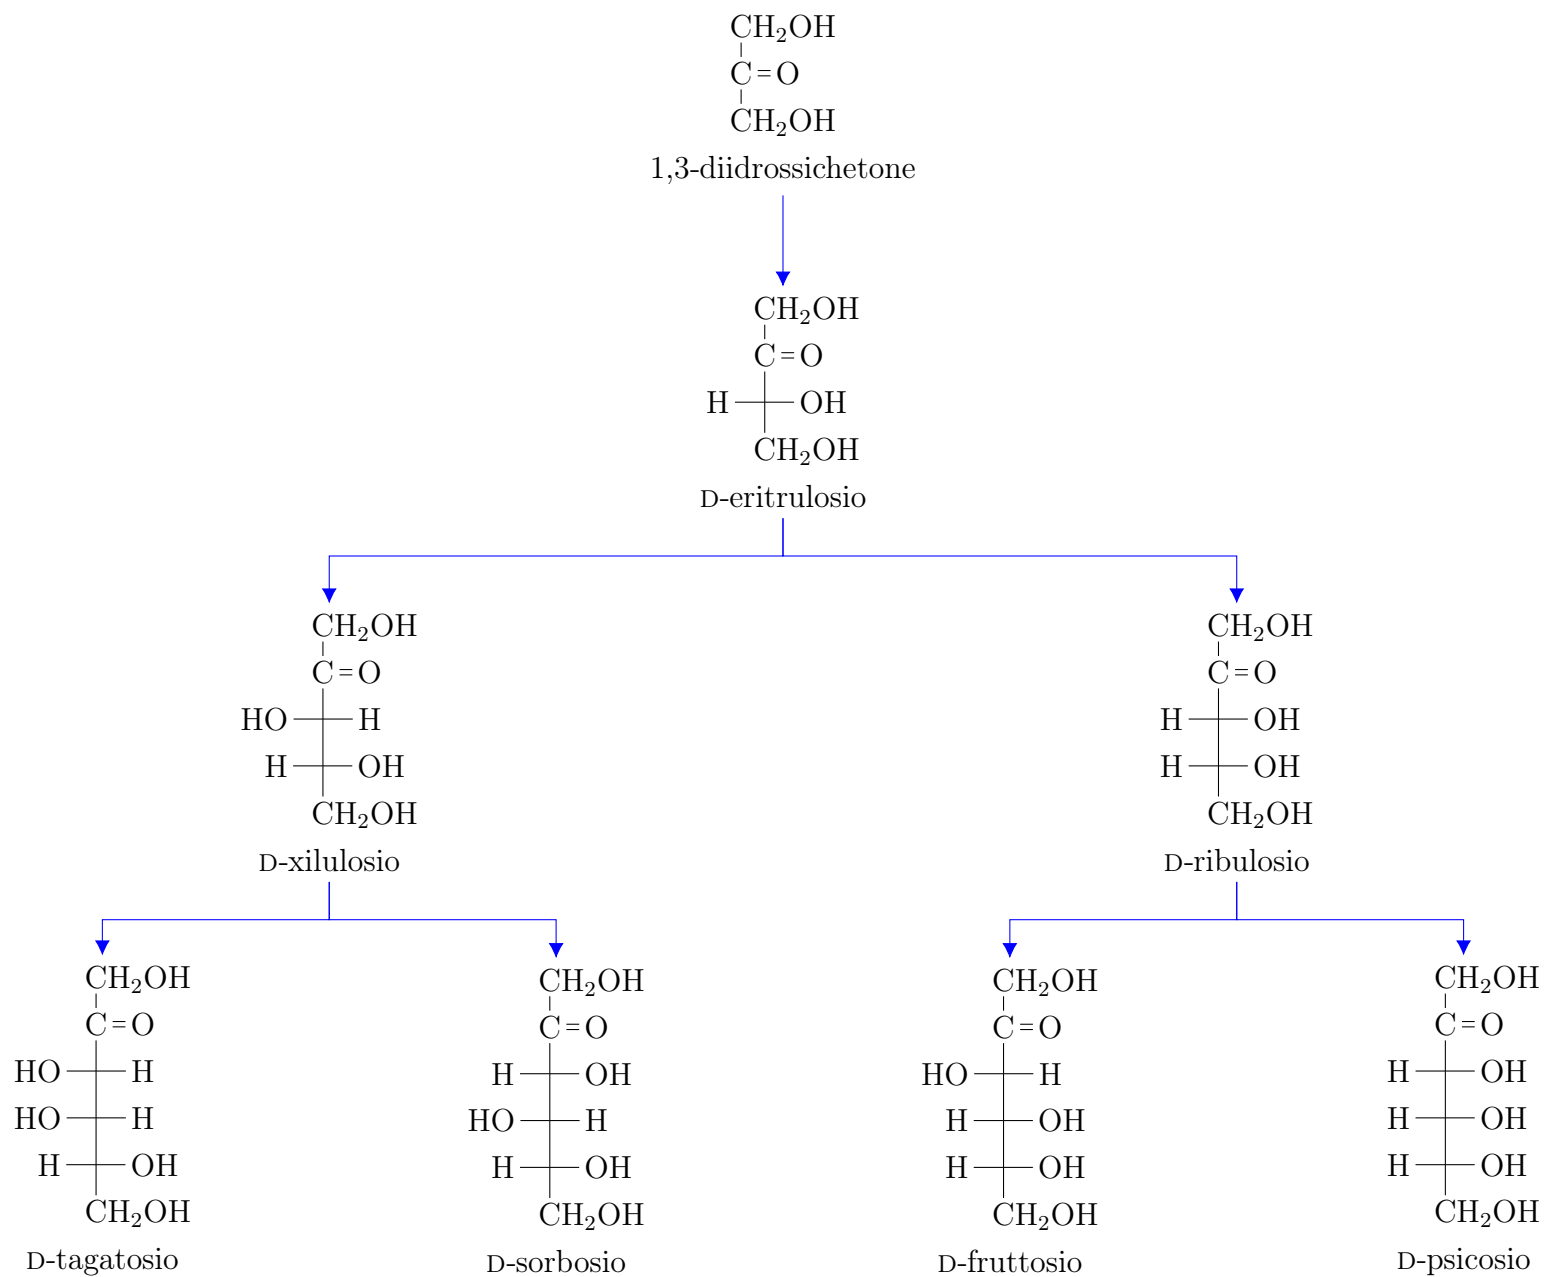 CH₂OH
C=O
CH₂OH
1,3-diidrossichetone
CH₂OH
C=O
H OH
CH₂OH
D-eritrulosio
CH₂OH
C=O
HO H
H OH
CH₂OH
D-xilulosio
CH₂OH
C=O
H OH
H OH
CH₂OH
D-ribulosio
CH₂OH
C=O
HO H
HO H
H OH
CH₂OH
D-tagatosio
CH₂OH
C=O
H OH
HO H
H OH
CH₂OH
D-sorbosio
CH₂OH
C=O
HO H
H OH
H OH
CH₂OH
D-fruttosio
CH₂OH
C=O
H OH
H OH
H OH
CH₂OH
D-psicosio